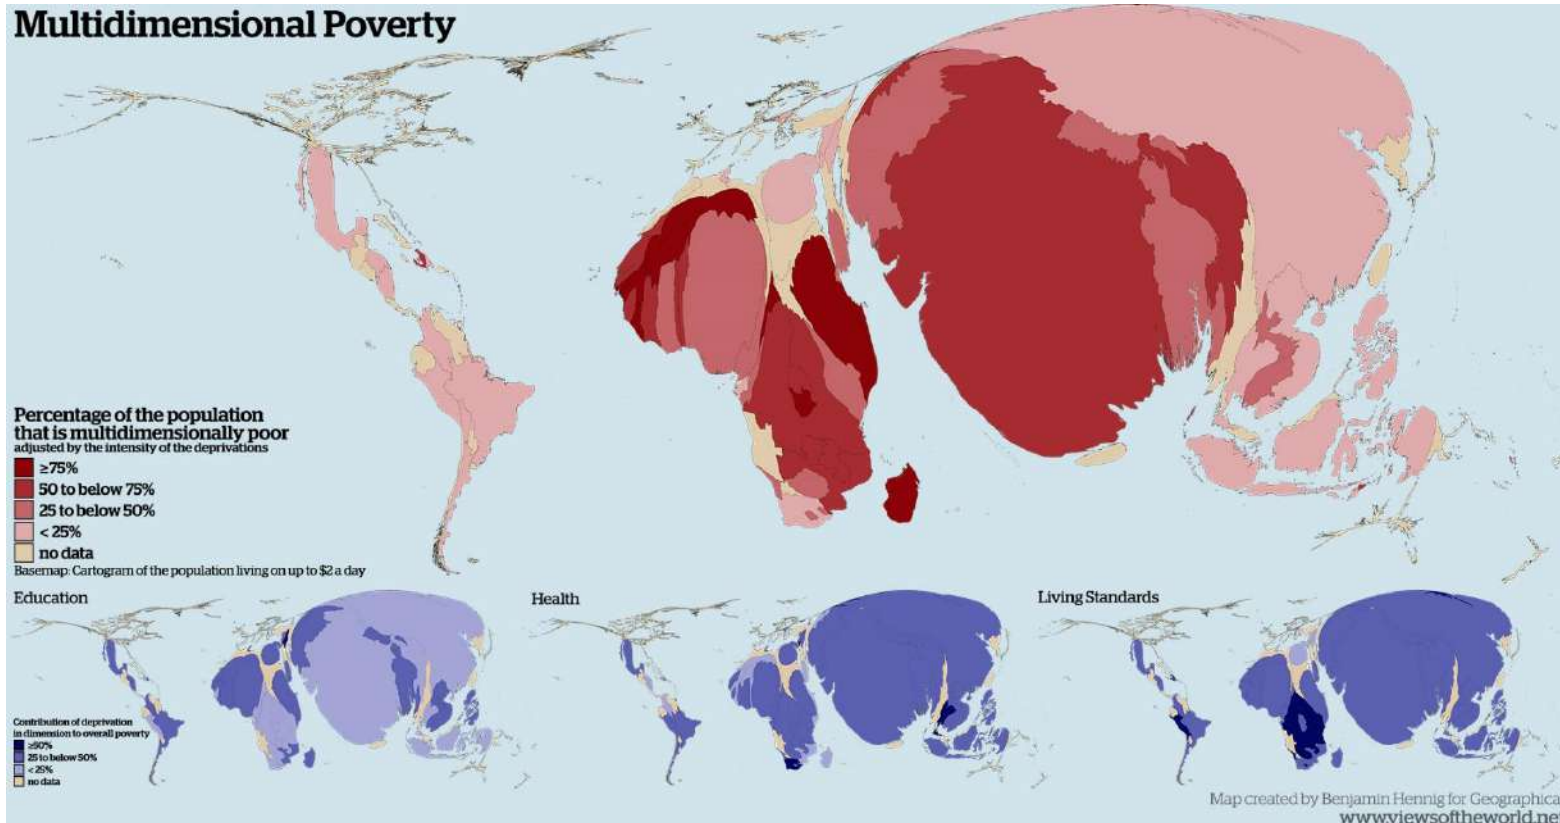 Multidimensional Poverty
Percentage of the population
that is multidimensionally poor
adjusted by the intensity of the deprivations
≥75%
50 to below 75%
25 to below 50%
< 25%
no data
Basemap: Cartogram of the population living on up to $2 a day
Education
Health
Living Standards
Contribution of deprivation
in dimension to overall poverty
≥50%
25 to below 50%
< 25%
no data
Map created by Benjamin Hennig for Geographica
www.viewsoftheworld.ne